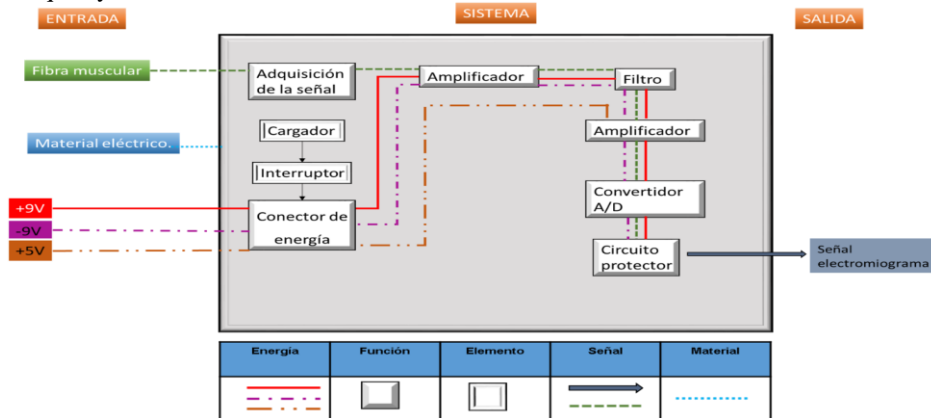 ENTRADA
SISTEMA
SALIDA
Fibra muscular
Adquisición
de la señal
Amplificador
Filtro
Cargador
Amplificador
Material eléctrico.
Interruptor
Convertidor
A/D
+9V
-9V
+5V
Conector de
energía
Circuito
protector
Señal
electromiograma
Energía
Función
Elemento
Señal
Material